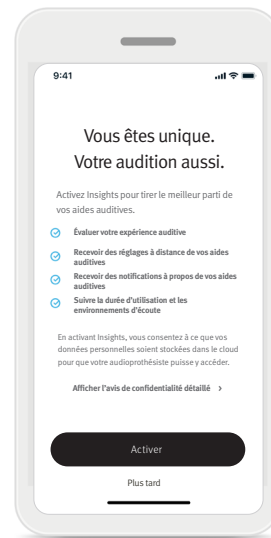 9:41
Vous êtes unique.
Votre audition aussi.
Activez Insights pour tirer le meilleur parti de
vos aides auditives.
Évaluer votre expérience auditive
Recevoir des réglages à distance de vos aides
auditives
Recevoir des notifications à propos de vos aides
auditives
Suivre la durée d'utilisation et les
environnements d'écoute
En activant Insights, vous consentez à ce que vos
données personnelles soient stockées dans le cloud
pour que votre audioprothésiste puisse y accéder.
Afficher l'avis de confidentialité détaillé >
Activer
Plus tard